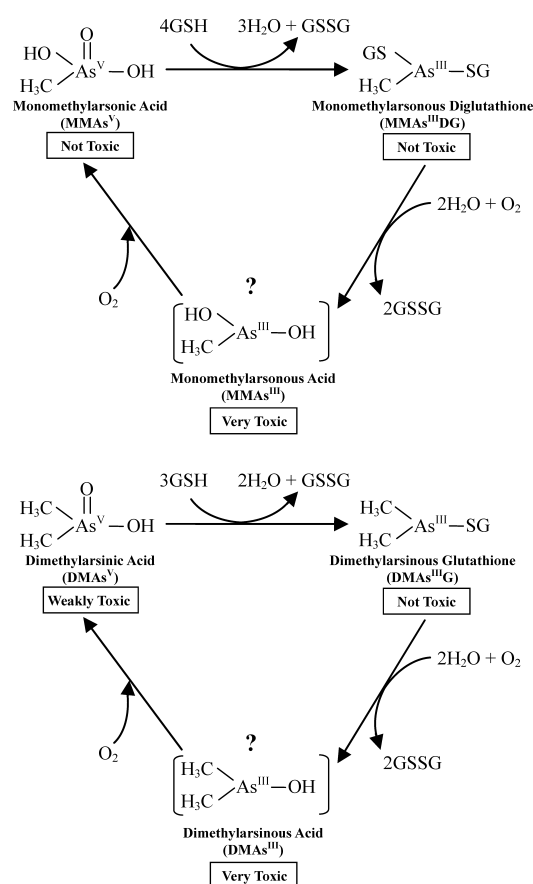 4GSH 3H₂O + GSSG
O
HO
Asⱽ—OH
H₃C
GS
Asᴵᴵᴵ—SG
H₃C
Monomethylarsonic Acid
(MMAsⱽ)
Not Toxic
Monomethylarsonous Diglutathione
(MMAsᴵᴵᴵDG)
Not Toxic
2H₂O + O₂
O₂
2GSSG
?
HO
Asᴵᴵᴵ—OH
H₃C
Monomethylarsonous Acid
(MMAsᴵᴵᴵ)
Very Toxic
3GSH 2H₂O + GSSG
O
H₃C
Asⱽ—OH
H₃C
H₃C
Asᴵᴵᴵ—SG
H₃C
Dimethylarsinic Acid
(DMAsⱽ)
Weakly Toxic
Dimethylarsinous Glutathione
(DMAsᴵᴵᴵG)
Not Toxic
2H₂O + O₂
O₂
2GSSG
?
H₃C
Asᴵᴵᴵ—OH
H₃C
Dimethylarsinous Acid
(DMAsᴵᴵᴵ)
Very Toxic